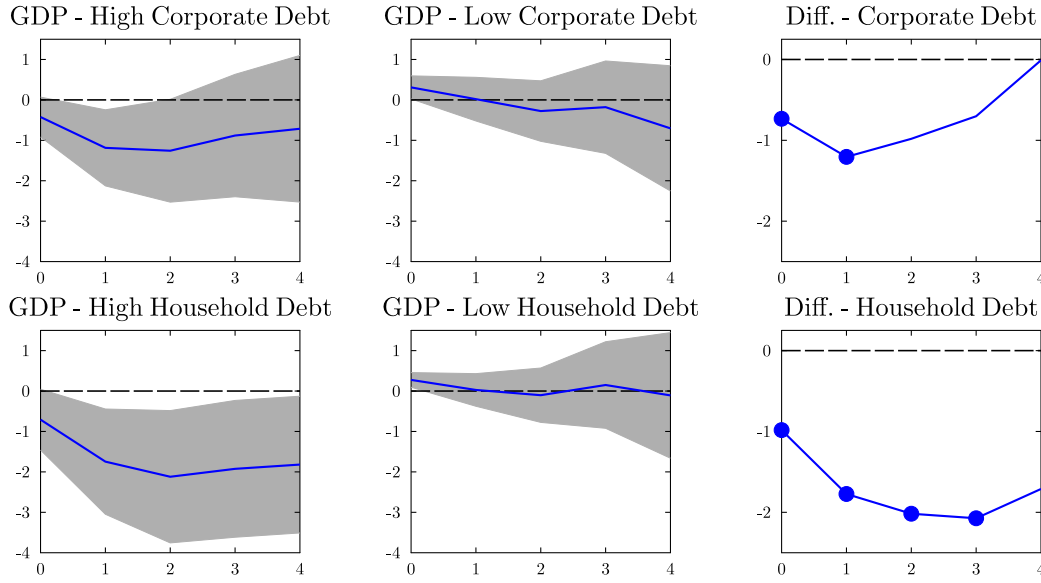 GDP - High Corporate Debt
1
0
-1
-2
-3
-4
0 1 2 3 4
GDP - Low Corporate Debt
1
0
-1
-2
-3
-4
0 1 2 3 4
Diff. - Corporate Debt
0
-1
-2
0 1 2 3 4
GDP - High Household Debt
1
0
-1
-2
-3
-4
0 1 2 3 4
GDP - Low Household Debt
1
0
-1
-2
-3
-4
0 1 2 3 4
Diff. - Household Debt
0
-1
-2
0 1 2 3 4